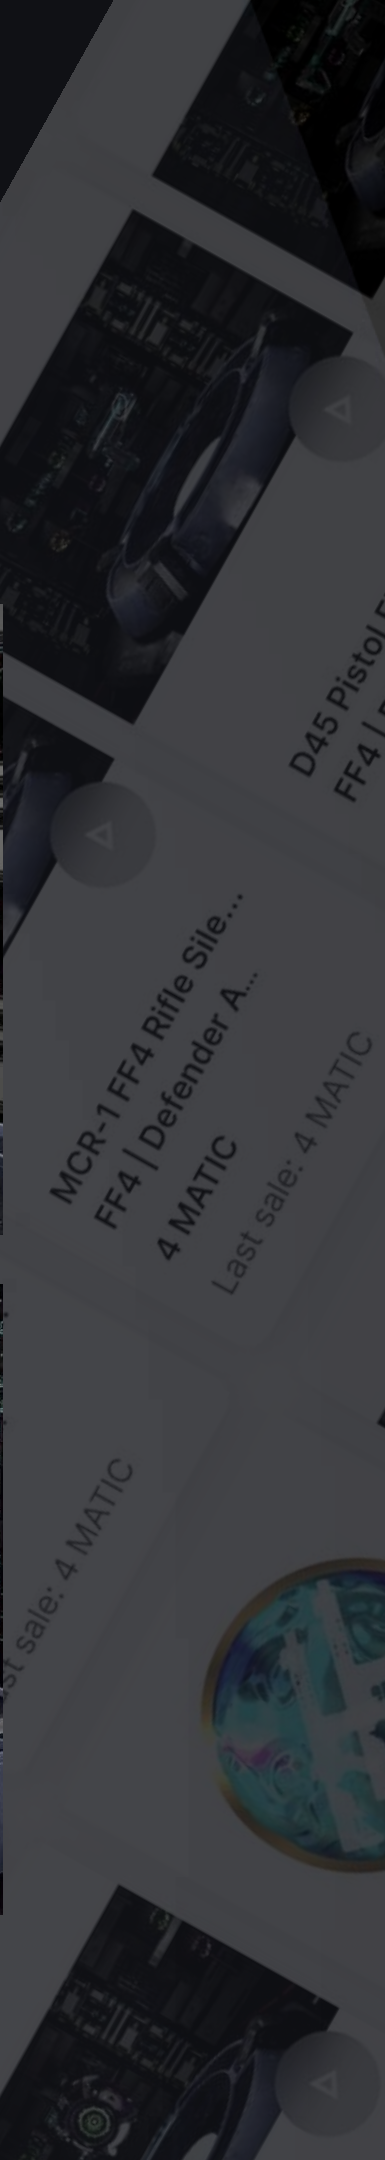 D45 Pistol
FF4 |
MCR-1 FF4 Rifle Sile...
FF4 | Defender A...
4 MATIC
Last sale: 4 MATIC
sale: 4 MATIC